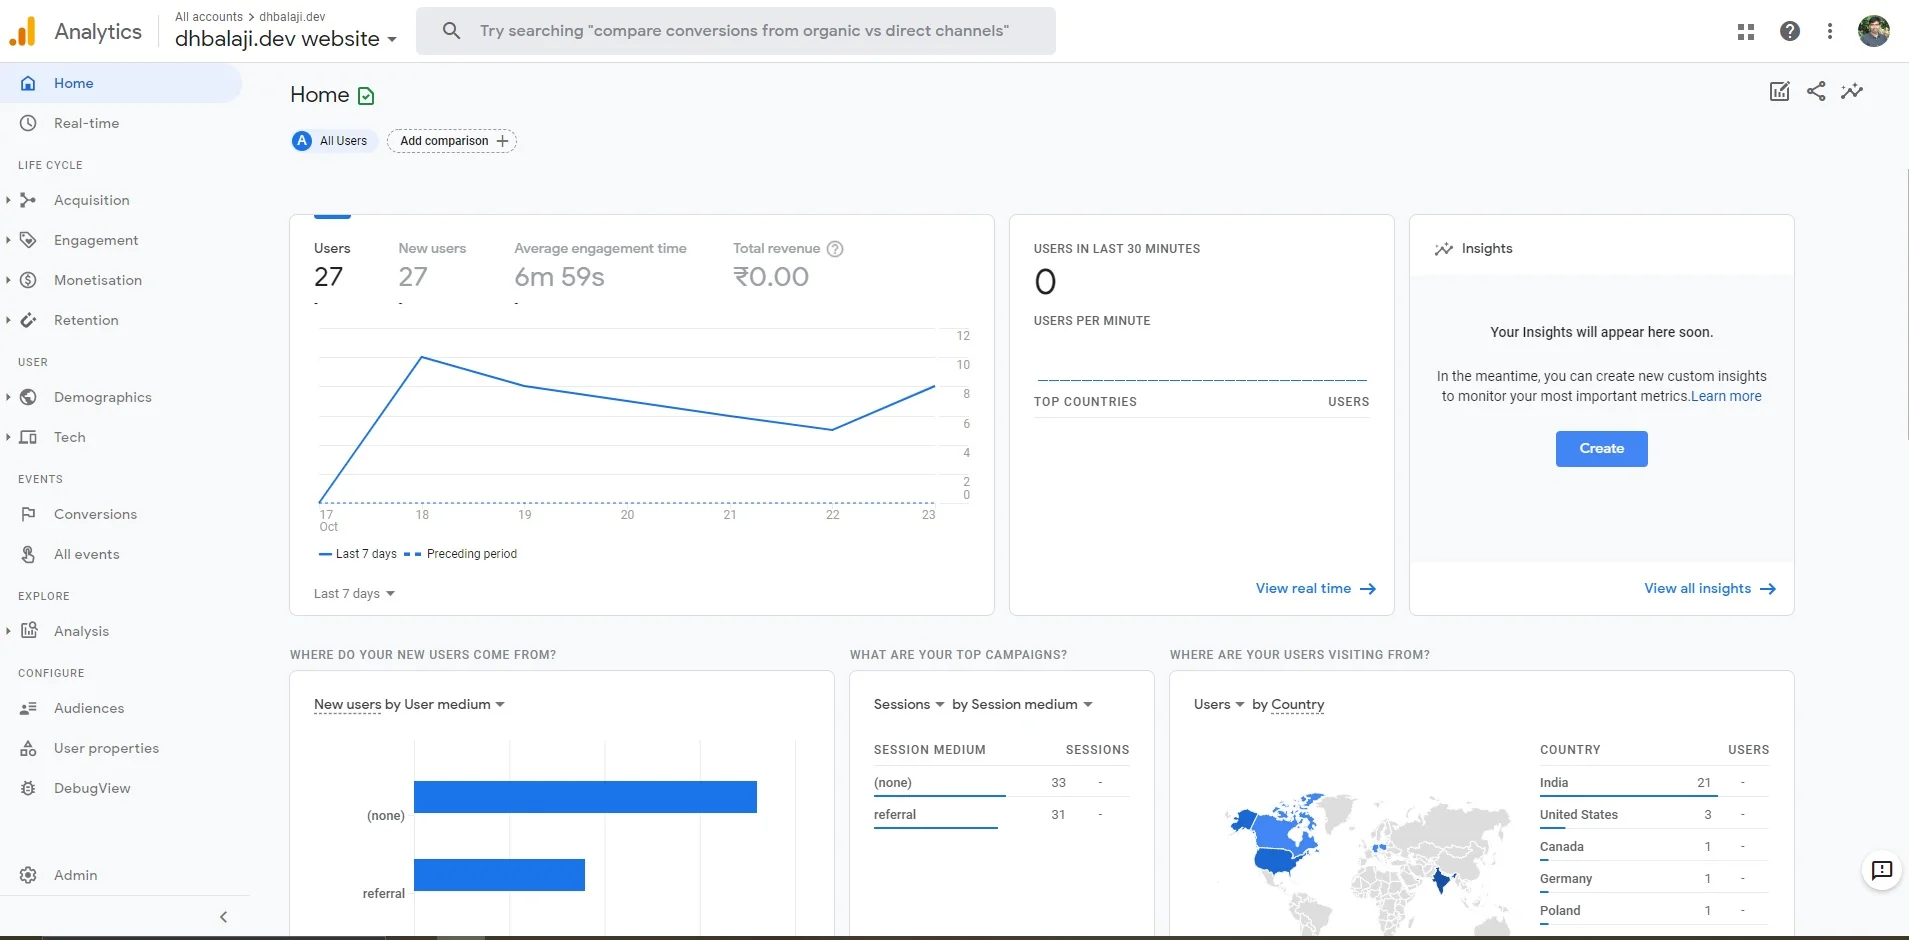 Analytics
All accounts > dhbalaji.dev
dhbalaji.dev website
Try searching "compare conversions from organic vs direct channels"
Home
Real-time
LIFE CYCLE
Acquisition
Engagement
Monetisation
Retention
USER
Demographics
Tech
EVENTS
Conversions
All events
EXPLORE
Analysis
CONFIGURE
Audiences
User properties
DebugView
Admin
Home
A All Users Add comparison +
Users New users Average engagement time Total revenue ?
27 27 6m 59s ₹0.00
- - -
12
10
8
6
4
2
0
17 18 19 20 21 22 23
Oct
Last 7 days Preceding period
Last 7 days
USERS IN LAST 30 MINUTES
0
USERS PER MINUTE
TOP COUNTRIES USERS
View real time
Insights
Your Insights will appear here soon.
In the meantime, you can create new custom insights
to monitor your most important metrics.Learn more
Create
View all insights
WHERE DO YOUR NEW USERS COME FROM?
New users by User medium
(none)
referral
WHAT ARE YOUR TOP CAMPAIGNS?
Sessions by Session medium
SESSION MEDIUM SESSIONS
(none) 33 -
referral 31 -
WHERE ARE YOUR USERS VISITING FROM?
Users by Country
COUNTRY USERS
India 21 -
United States 3 -
Canada 1 -
Germany 1 -
Poland 1 -